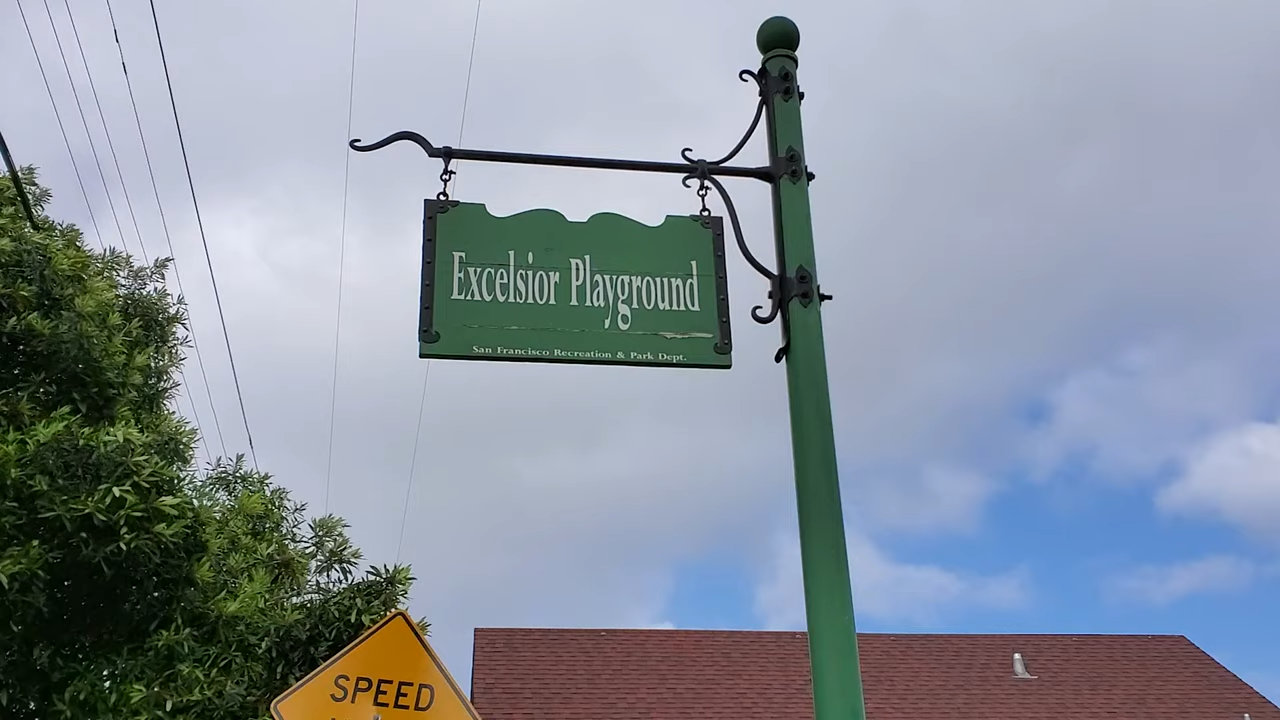 Excelsior Playground
San Francisco Recreation & Park Dept.
SPEED